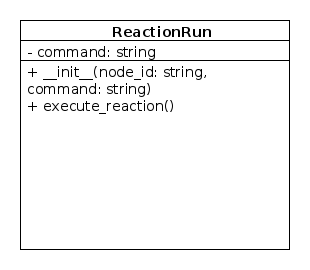 ReactionRun
- command: string
+ __init__(node_id: string,
command: string)
+ execute_reaction()